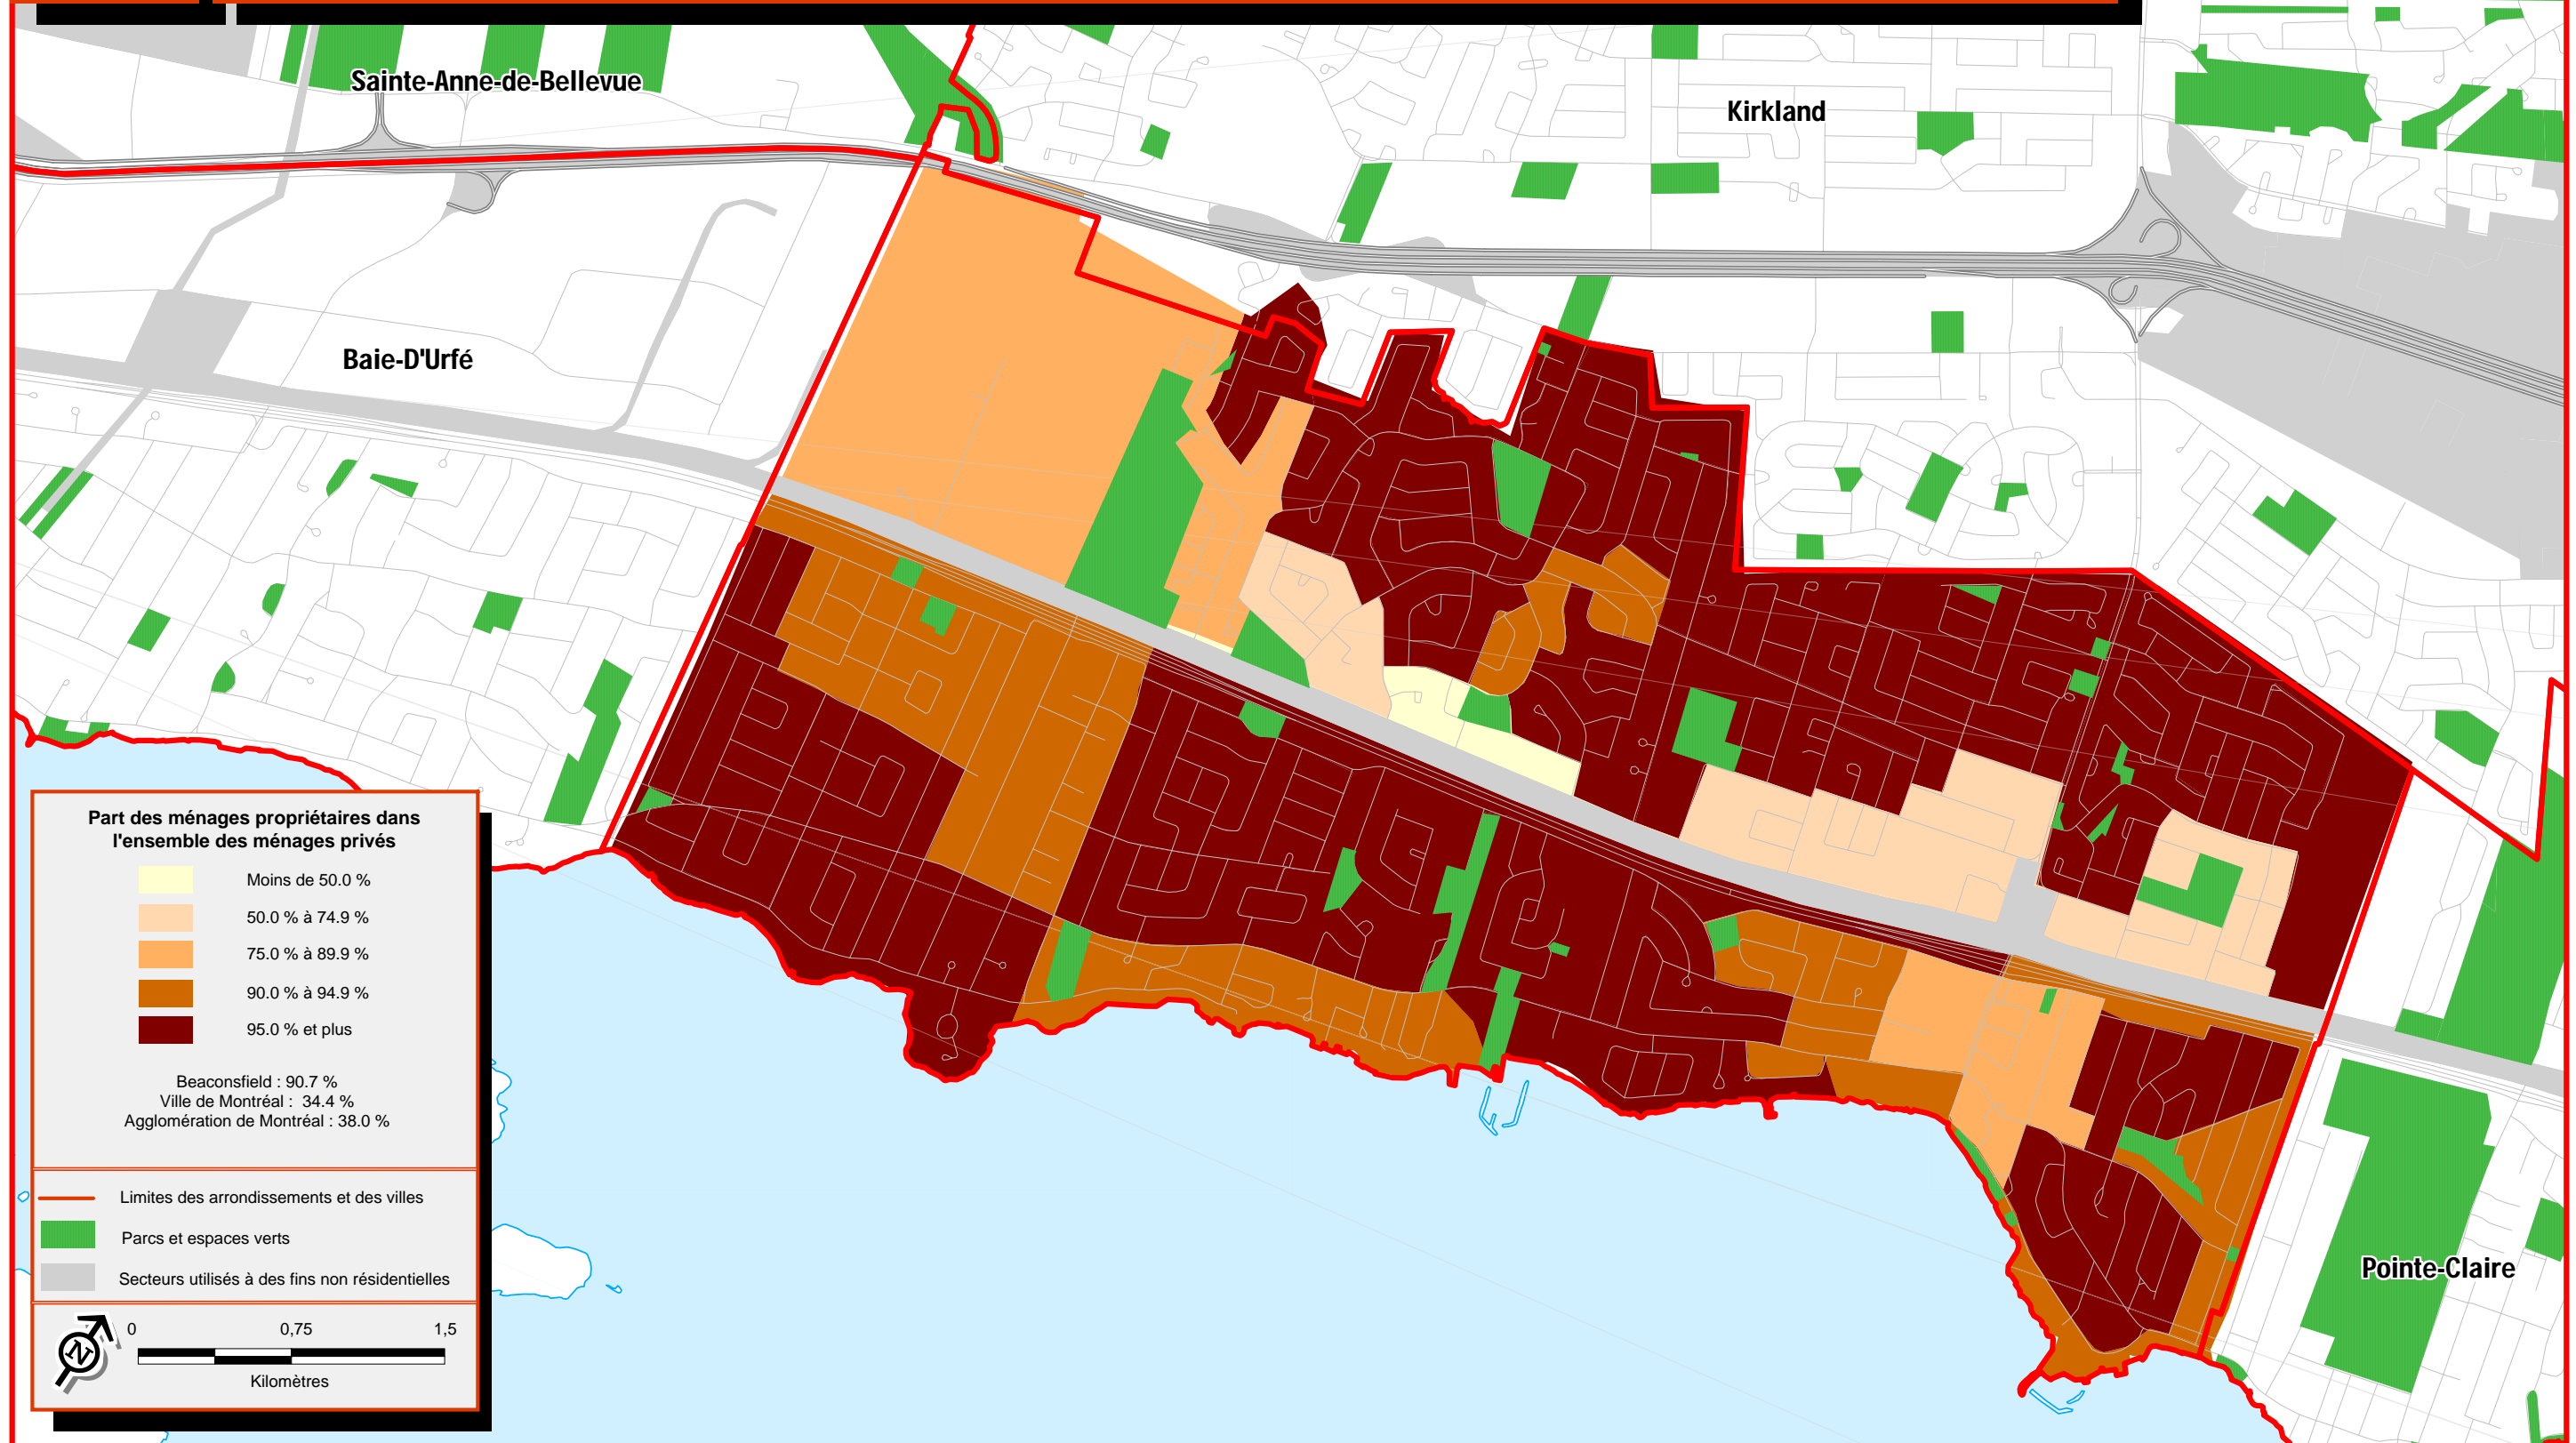 Sainte-Anne-de-Bellevue
Kirkland
Baie-D'Urfé
Part des ménages propriétaires dans
l'ensemble des ménages privés
Moins de 50.0 %
50.0 % à 74.9 %
75.0 % à 89.9 %
90.0 % à 94.9 %
95.0 % et plus
Beaconsfield : 90.7 %
Ville de Montréal : 34.4 %
Agglomération de Montréal : 38.0 %
Limites des arrondissements et des villes
Parcs et espaces verts
Secteurs utilisés à des fins non résidentielles
Pointe-Claire
N
0 0,75 1,5
Kilomètres